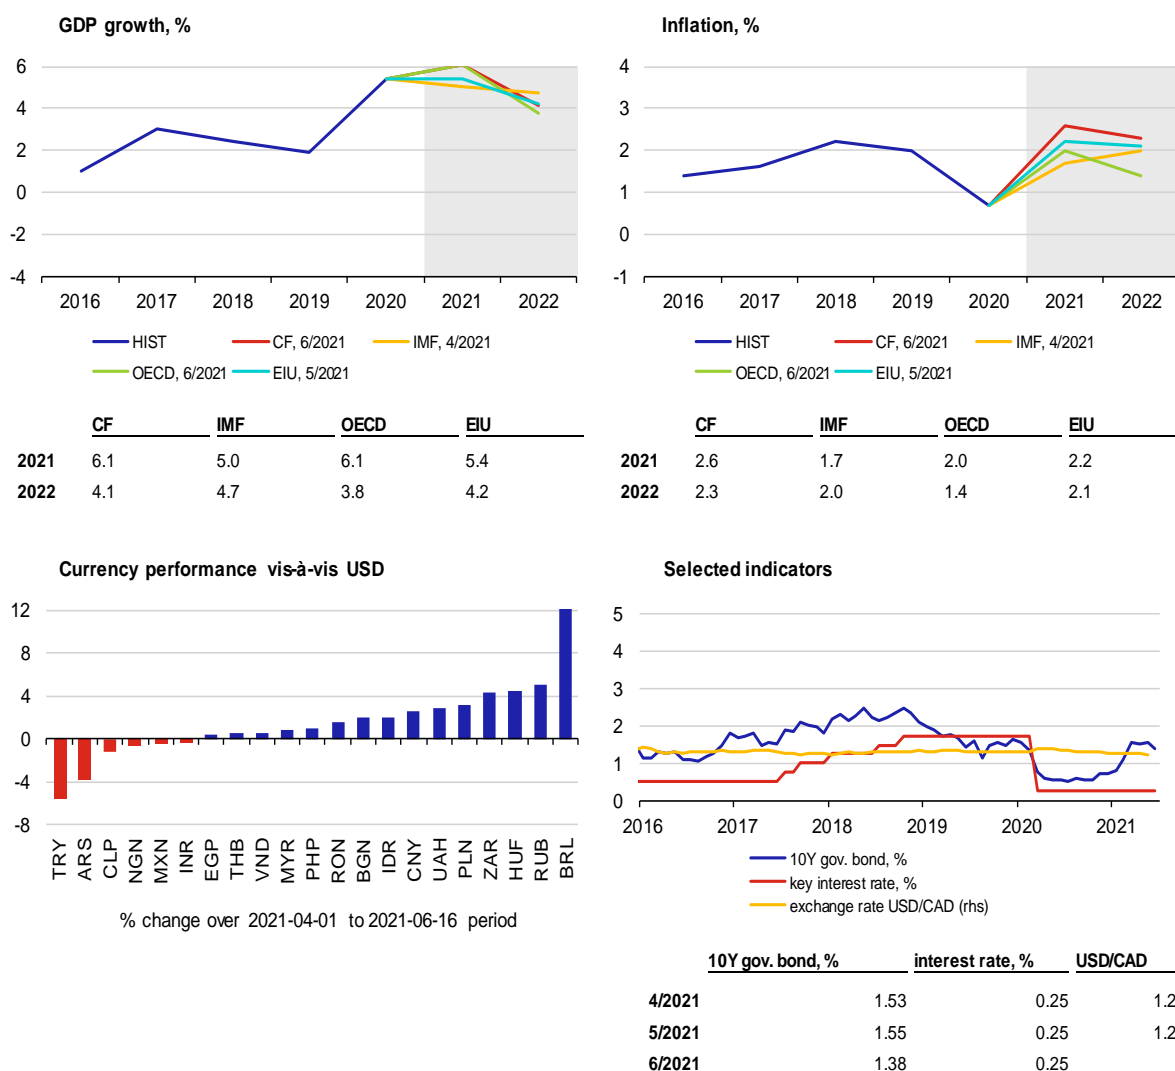 GDP growth, %
6
4
2
0
-2
-4
2016 2017 2018 2019 2020 2021 2022
HIST CF, 6/2021 IMF, 4/2021
OECD, 6/2021 EIU, 5/2021
CF IMF OECD EIU
2021 6.1 5.0 6.1 5.4
2022 4.1 4.7 3.8 4.2
Inflation, %
4
3
2
1
0
-1
2016 2017 2018 2019 2020 2021 2022
HIST CF, 6/2021 IMF, 4/2021
OECD, 6/2021 EIU, 5/2021
CF IMF OECD EIU
2021 2.6 1.7 2.0 2.2
2022 2.3 2.0 1.4 2.1
Currency performance vis-à-vis USD
12
8
4
0
-4
-8
TRY ARS CLP NGN MXN INR EGP THB VND MYR PHP RON BGN IDR CNY UAH PLN ZAR HUF RUB BRL
% change over 2021-04-01 to 2021-06-16 period
Selected indicators
5
4
3
2
1
0
2016 2017 2018 2019 2020 2021
10Y gov. bond, %
key interest rate, %
exchange rate USD/CAD (rhs)
10Y gov. bond, % interest rate, % USD/CAD
4/2021 1.53 0.25 1.2
5/2021 1.55 0.25 1.2
6/2021 1.38 0.25